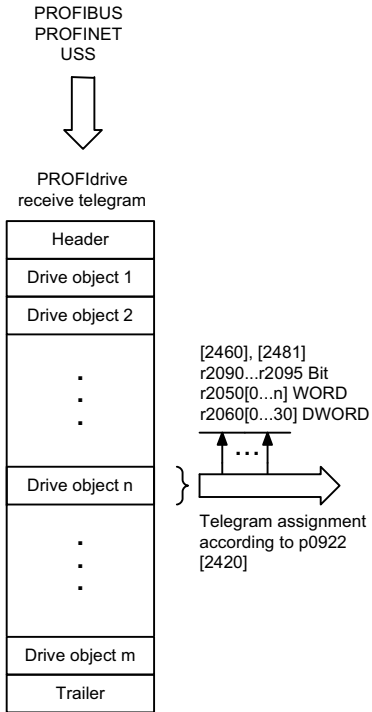 PROFIBUS
PROFINET
USS
PROFIdrive
receive telegram
Header
Drive object 1
Drive object 2
.
.
.
[2460], [2481]
r2090...r2095 Bit
r2050[0...n] WORD
r2060[0...30] DWORD
...
Drive object n
}
Telegram assignment
according to p0922
[2420]
.
.
.
Drive object m
Trailer